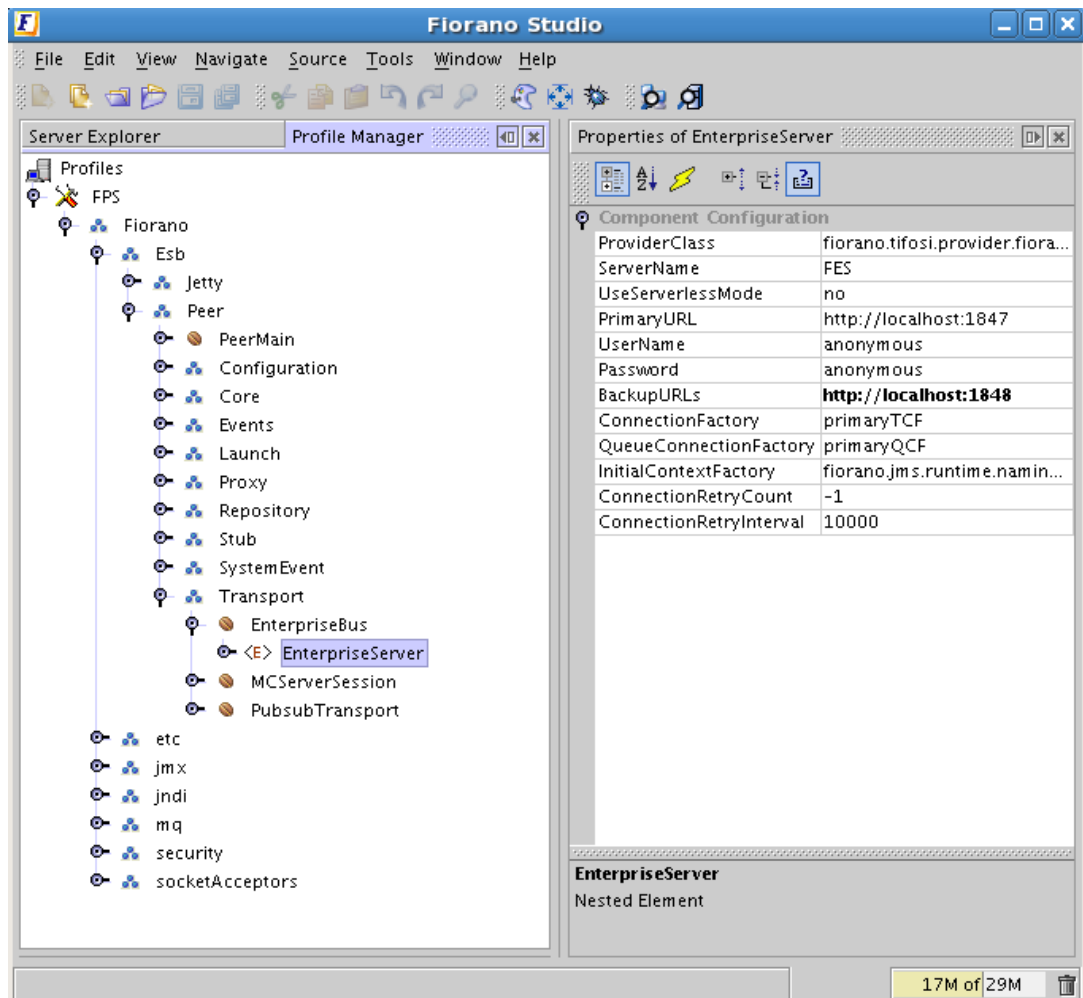 Fiorano Studio
File Edit View Navigate Source Tools Window Help
Server Explorer
Profile Manager
Profiles
FPS
Fiorano
Esb
Jetty
Peer
PeerMain
Configuration
Core
Events
Launch
Proxy
Repository
Stub
SystemEvent
Transport
EnterpriseBus
<E> EnterpriseServer
MCServerSession
PubsubTransport
etc
jmx
jndi
mq
security
socketAcceptors
Properties of EnterpriseServer
Component Configuration
ProviderClass fiorano.tifosi.provider.fiora...
ServerName FES
UseServerlessMode no
PrimaryURL http://localhost:1847
UserName anonymous
Password anonymous
BackupURLs http://localhost:1848
ConnectionFactory primaryTCF
QueueConnectionFactory primaryQCF
InitialContextFactory fiorano.jms.runtime.namin...
ConnectionRetryCount -1
ConnectionRetryInterval 10000
EnterpriseServer
Nested Element
17M of 29M